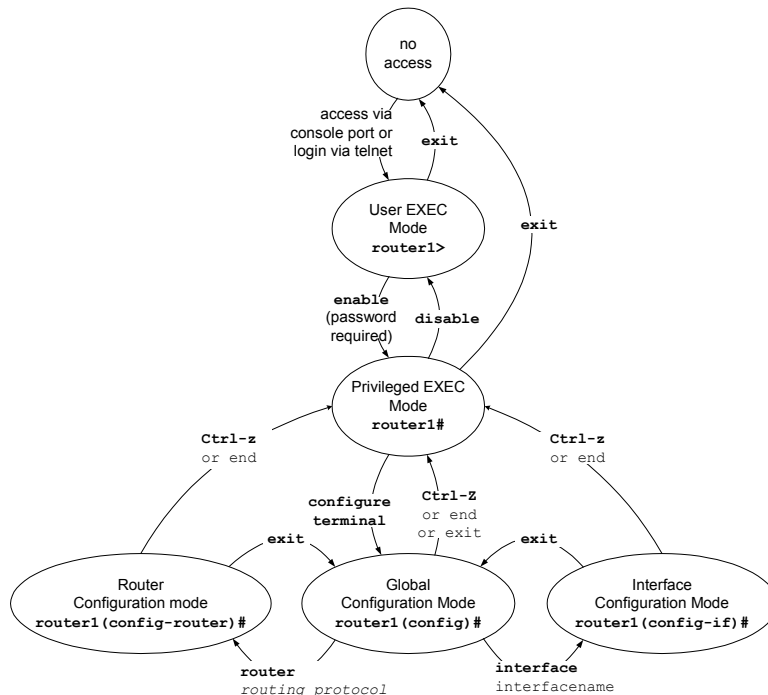 no
access
access via
console port or
login via telnet
exit
User EXEC
Mode
router1>
exit
enable
(password
required)
disable
Privileged EXEC
Mode
router1#
Ctrl-z
or end
Ctrl-z
or end
configure
terminal
Ctrl-Z
or end
or exit
exit
exit
Router
Configuration mode
router1(config-router)#
Global
Configuration Mode
router1(config)#
Interface
Configuration Mode
router1(config-if)#
router
routing protocol
interface
interfacename